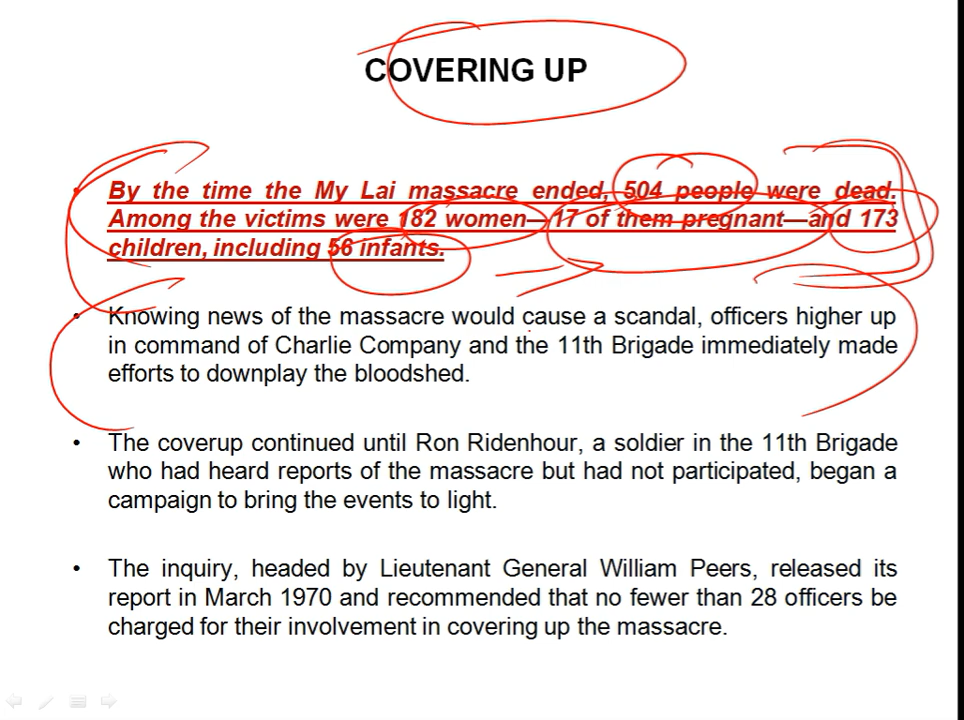 COVERING UP
• By the time the My Lai massacre ended, 504 people were dead.
Among the victims were 182 women—17 of them pregnant—and 173
children, including 56 infants.
• Knowing news of the massacre would cause a scandal, officers higher up
in command of Charlie Company and the 11th Brigade immediately made
efforts to downplay the bloodshed.
• The coverup continued until Ron Ridenhour, a soldier in the 11th Brigade
who had heard reports of the massacre but had not participated, began a
campaign to bring the events to light.
• The inquiry, headed by Lieutenant General William Peers, released its
report in March 1970 and recommended that no fewer than 28 officers be
charged for their involvement in covering up the massacre.